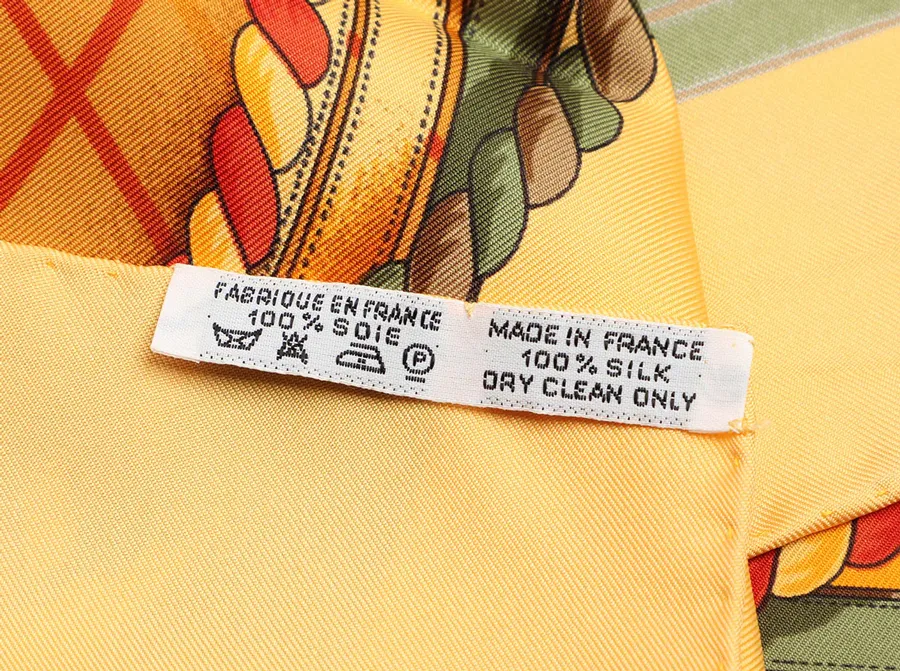 FABRIQUE EN FRANCE
100% SOIE
P
MADE IN FRANCE
100% SILK
DRY CLEAN ONLY